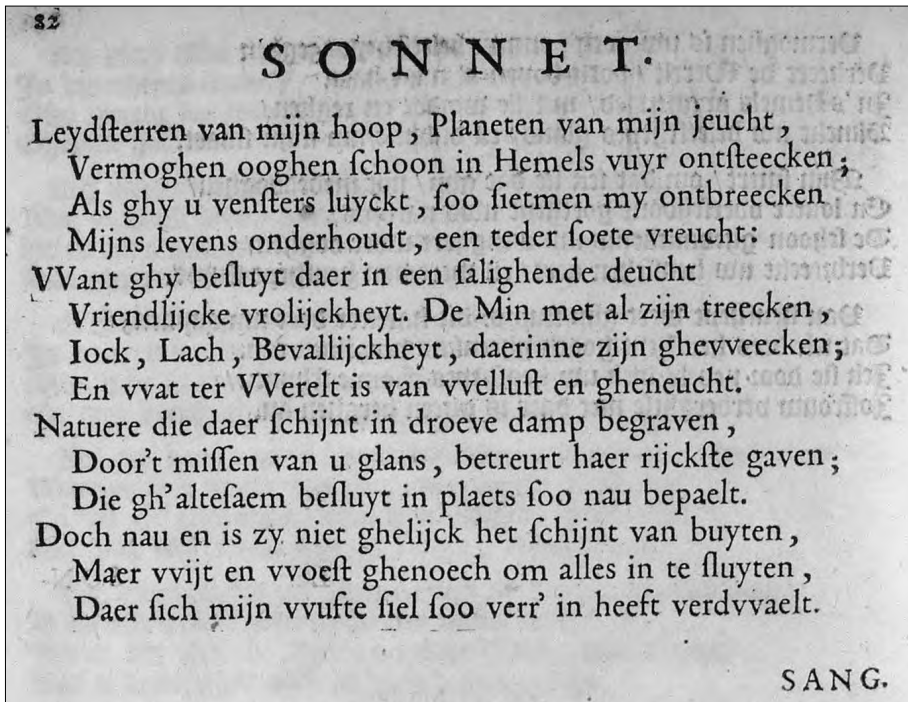 82
SONNET.
Leydſterren van mijn hoop, Planeten van mijn jeucht,
Vermoghen ooghen ſchoon in Hemels vuyr ontſteecken;
Als ghy u venſters luyckt, ſoo ſietmen my ontbreecken
Mijns levens onderhoudt, een teder ſoete vreucht:
VVant ghy beſluyt daer in een ſalighende deucht
Vriendlijcke vrolijckheyt. De Min met al zijn treecken,
Iock, Lach, Bevallijckheyt, daerinne zijn ghevveecken;
En vvat ter VVerelt is van vvelluſt en gheneucht.
Natuere die daer ſchijnt in droeve damp begraven,
Door't miſſen van u glans, betreurt haer rijckſte gaven;
Die gh'alteſaem beſluyt in plaets ſoo nau bepaelt.
Doch nau en is zy niet ghelijck het ſchijnt van buyten,
Maer vvijt en vvoeſt ghenoech om alles in te ſluyten,
Daer ſich mijn vvufte ſiel ſoo verr' in heeft verdvvaelt.
SANG.